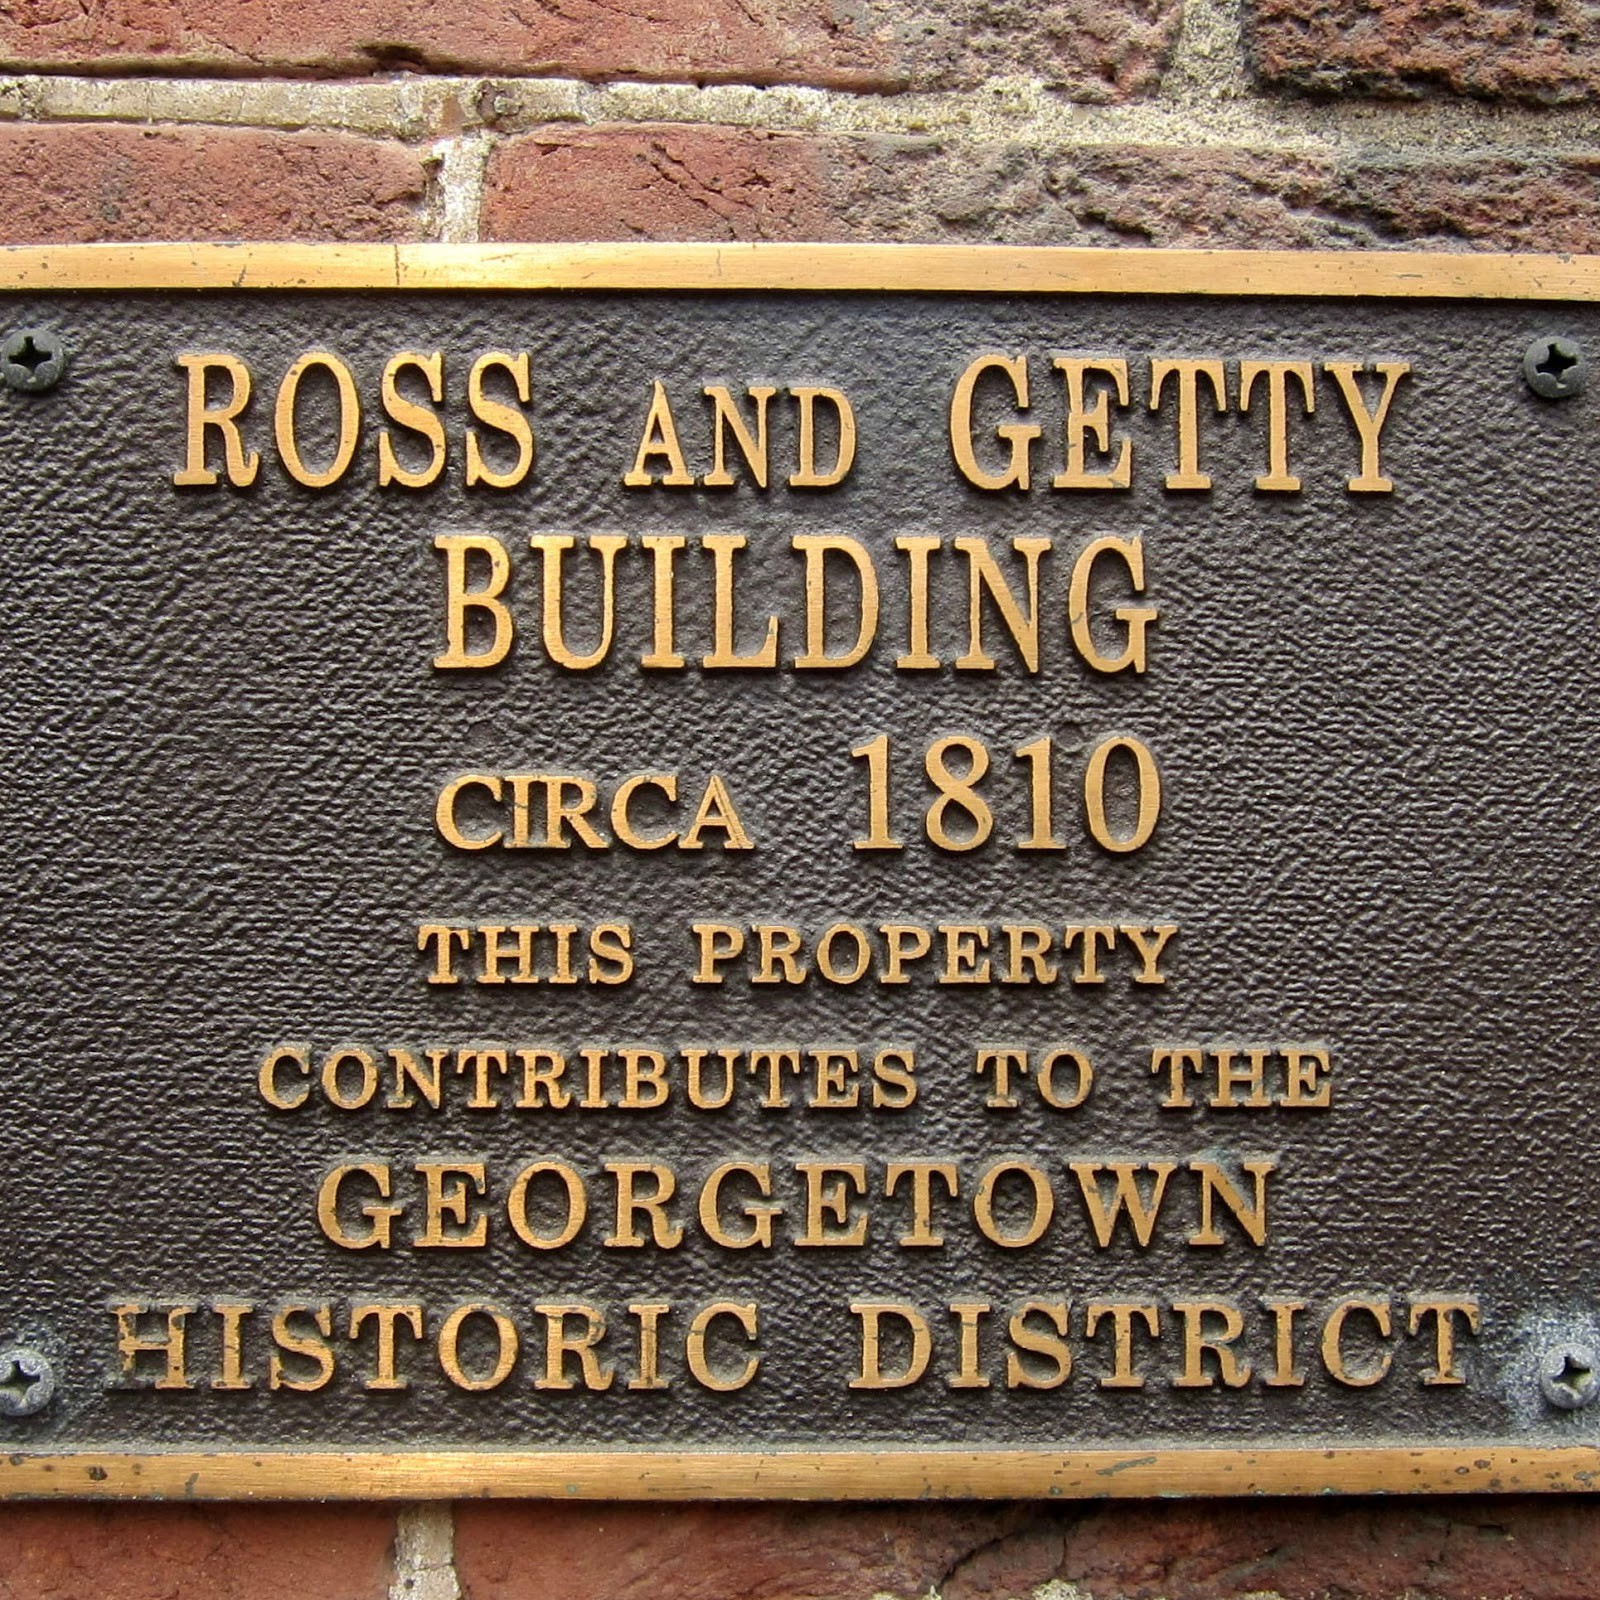 ROSS AND GETTY
BUILDING
CIRCA 1810
THIS PROPERTY
CONTRIBUTES TO THE
GEORGETOWN
HISTORIC DISTRICT